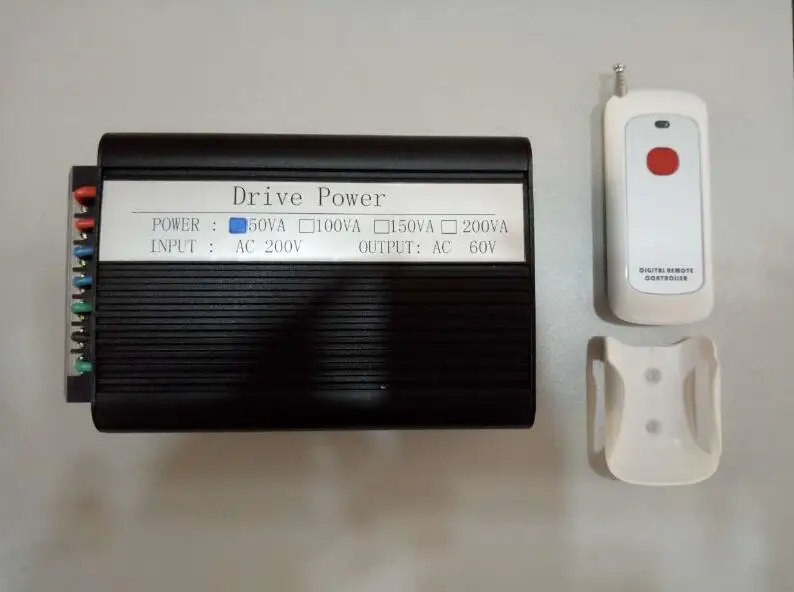 Drive Power
POWER : 50VA 100VA 150VA 200VA
INPUT : AC 200V OUTPUT: AC 60V
DIGITAL REMOTE
CONTROLLER